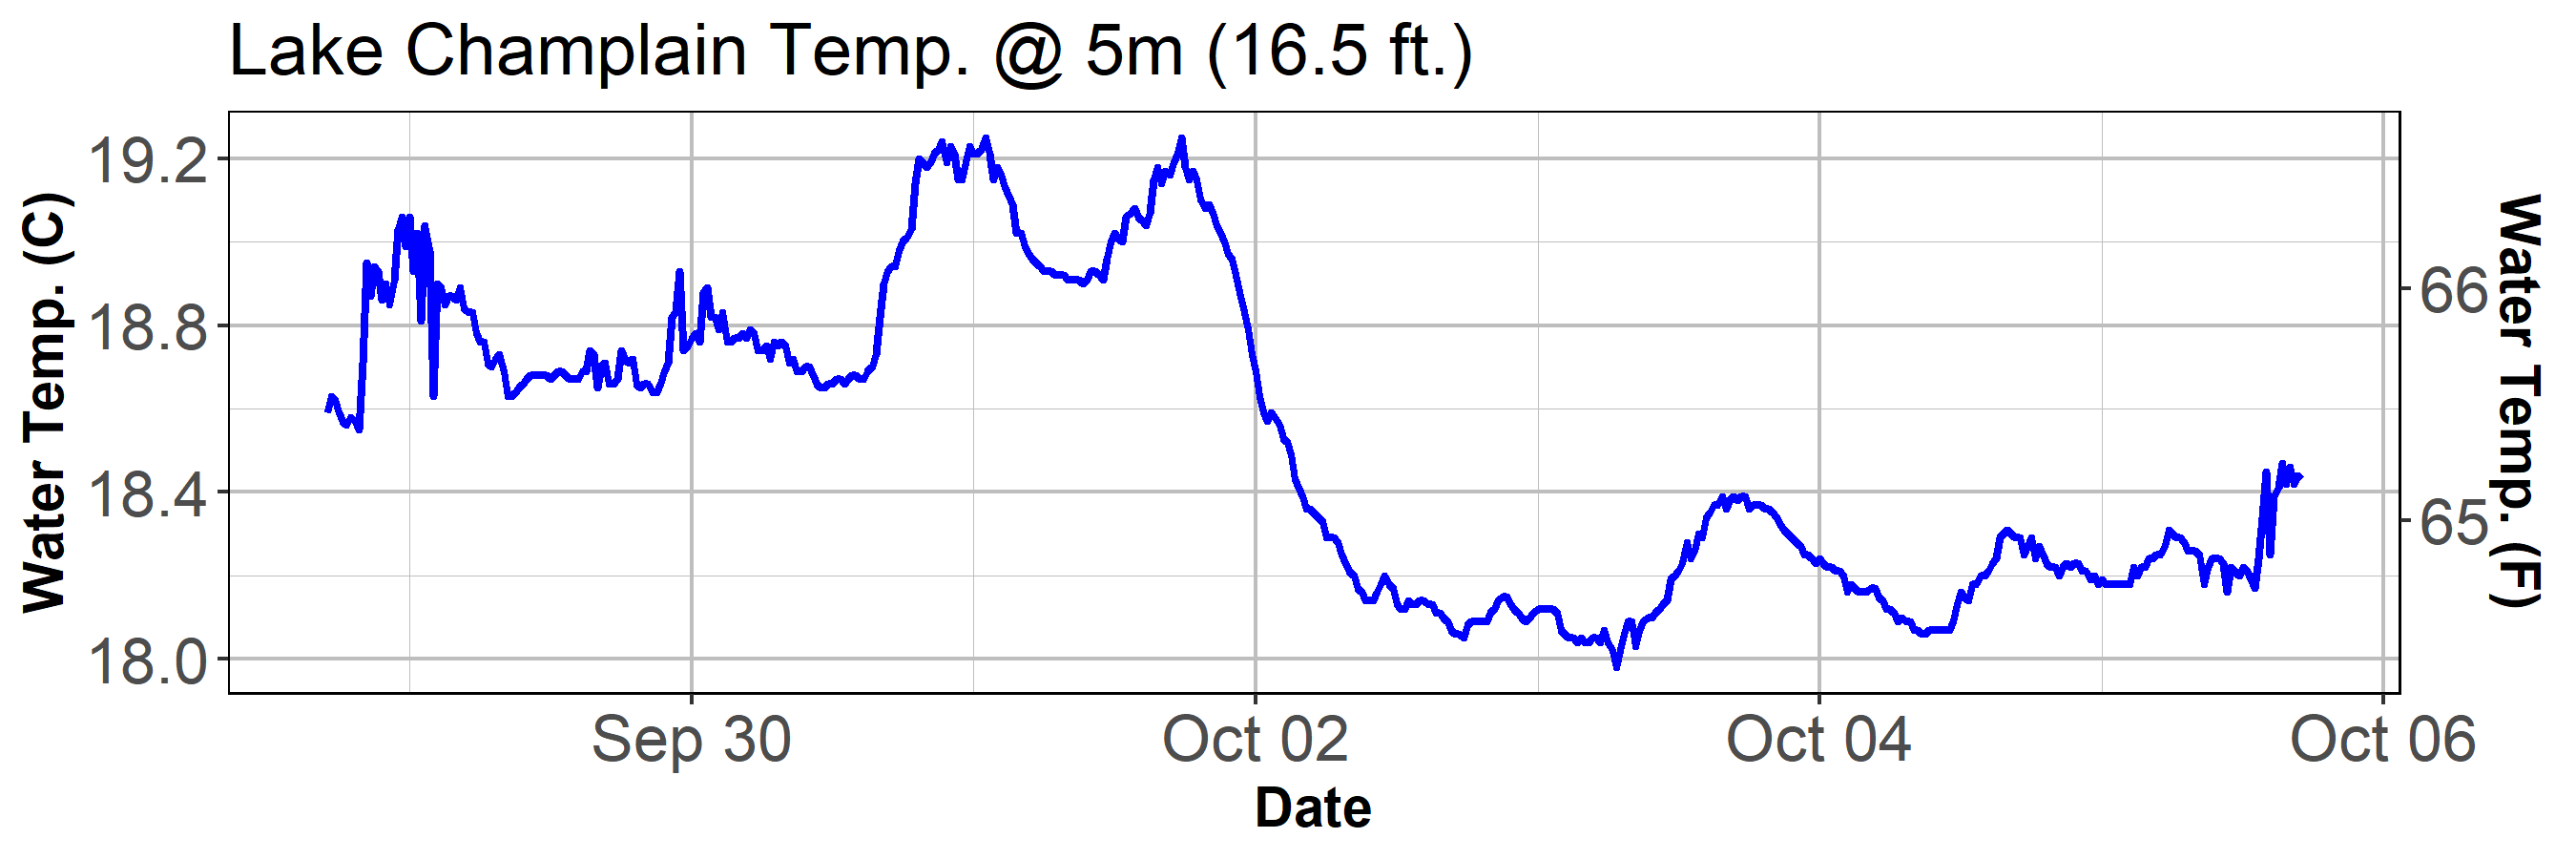 Lake Champlain Temp. @ 5m (16.5 ft.)
Water Temp. (C)
19.2
18.8
18.4
18.0
66
65
Water Temp. (F)
Sep 30 Oct 02 Oct 04 Oct 06
Date